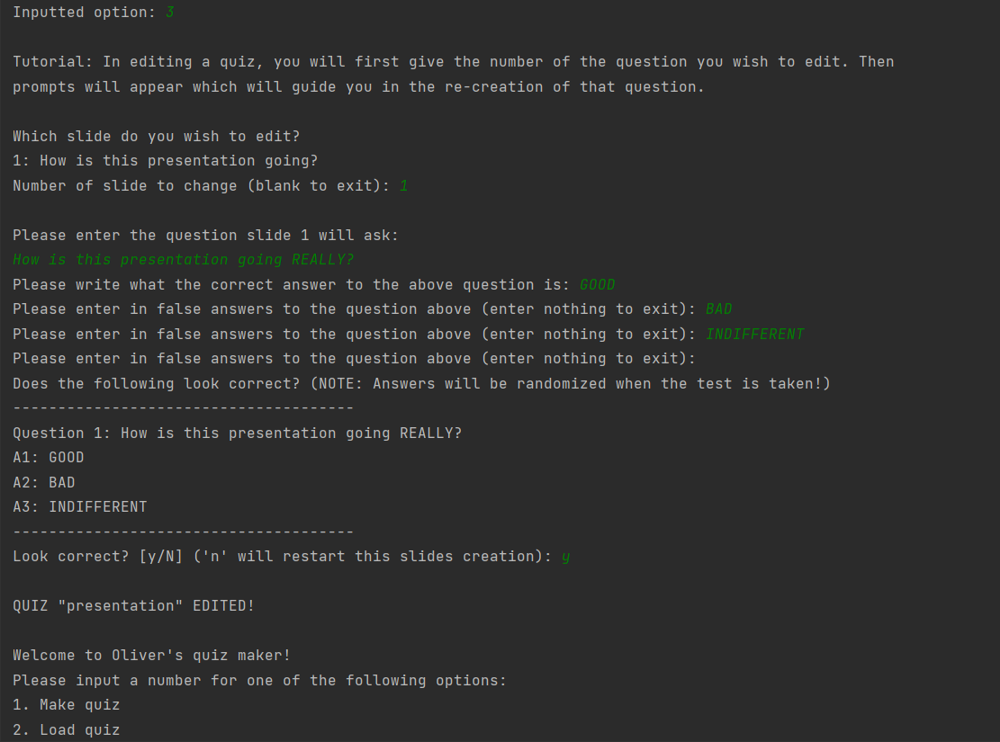 Inputted option: 3
Tutorial: In editing a quiz, you will first give the number of the question you wish to edit. Then
prompts will appear which will guide you in the re-creation of that question.
Which slide do you wish to edit?
1: How is this presentation going?
Number of slide to change (blank to exit): 1
Please enter the question slide 1 will ask:
How is this presentation going REALLY?
Please write what the correct answer to the above question is: GOOD
Please enter in false answers to the question above (enter nothing to exit): BAD
Please enter in false answers to the question above (enter nothing to exit): INDIFFERENT
Please enter in false answers to the question above (enter nothing to exit):
Does the following look correct? (NOTE: Answers will be randomized when the test is taken!)
--------------------------------------
Question 1: How is this presentation going REALLY?
A1: GOOD
A2: BAD
A3: INDIFFERENT
--------------------------------------
Look correct? [y/N] ('n' will restart this slides creation): y
QUIZ "presentation" EDITED!
Welcome to Oliver's quiz maker!
Please input a number for one of the following options:
1. Make quiz
2. Load quiz